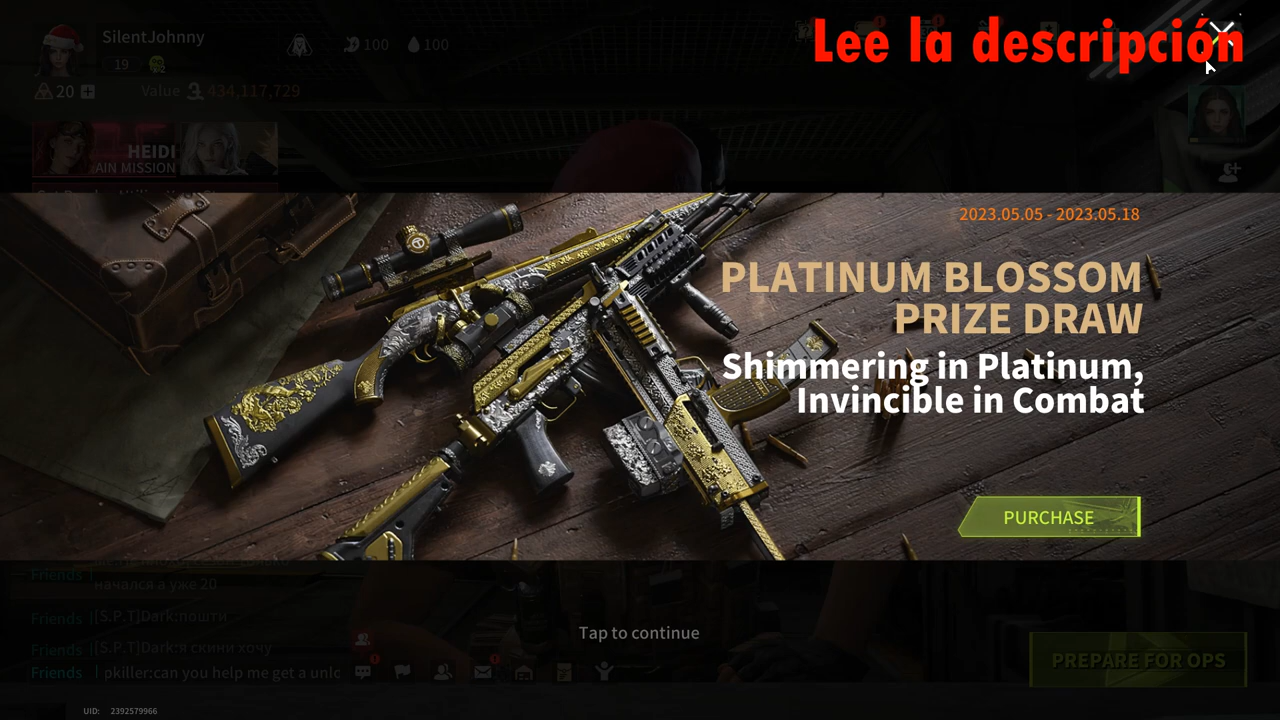 Lee la descripción
SilentJohnny
19
100
100
20
Value 434,117,729
HEIDI
AIN MISSION
2023.05.05 - 2023.05.18
PLATINUM BLOSSOM
PRIZE DRAW
Shimmering in Platinum,
Invincible in Combat
PURCHASE
Friends
начался а уже 20
Friends [S.P.T]Dark:пошти
Friends [S.P.T]Dark:я скини хочу
Friends pkiller:can you help me get a unlc
Tap to continue
PREPARE FOR OPS
UID: 2392579966